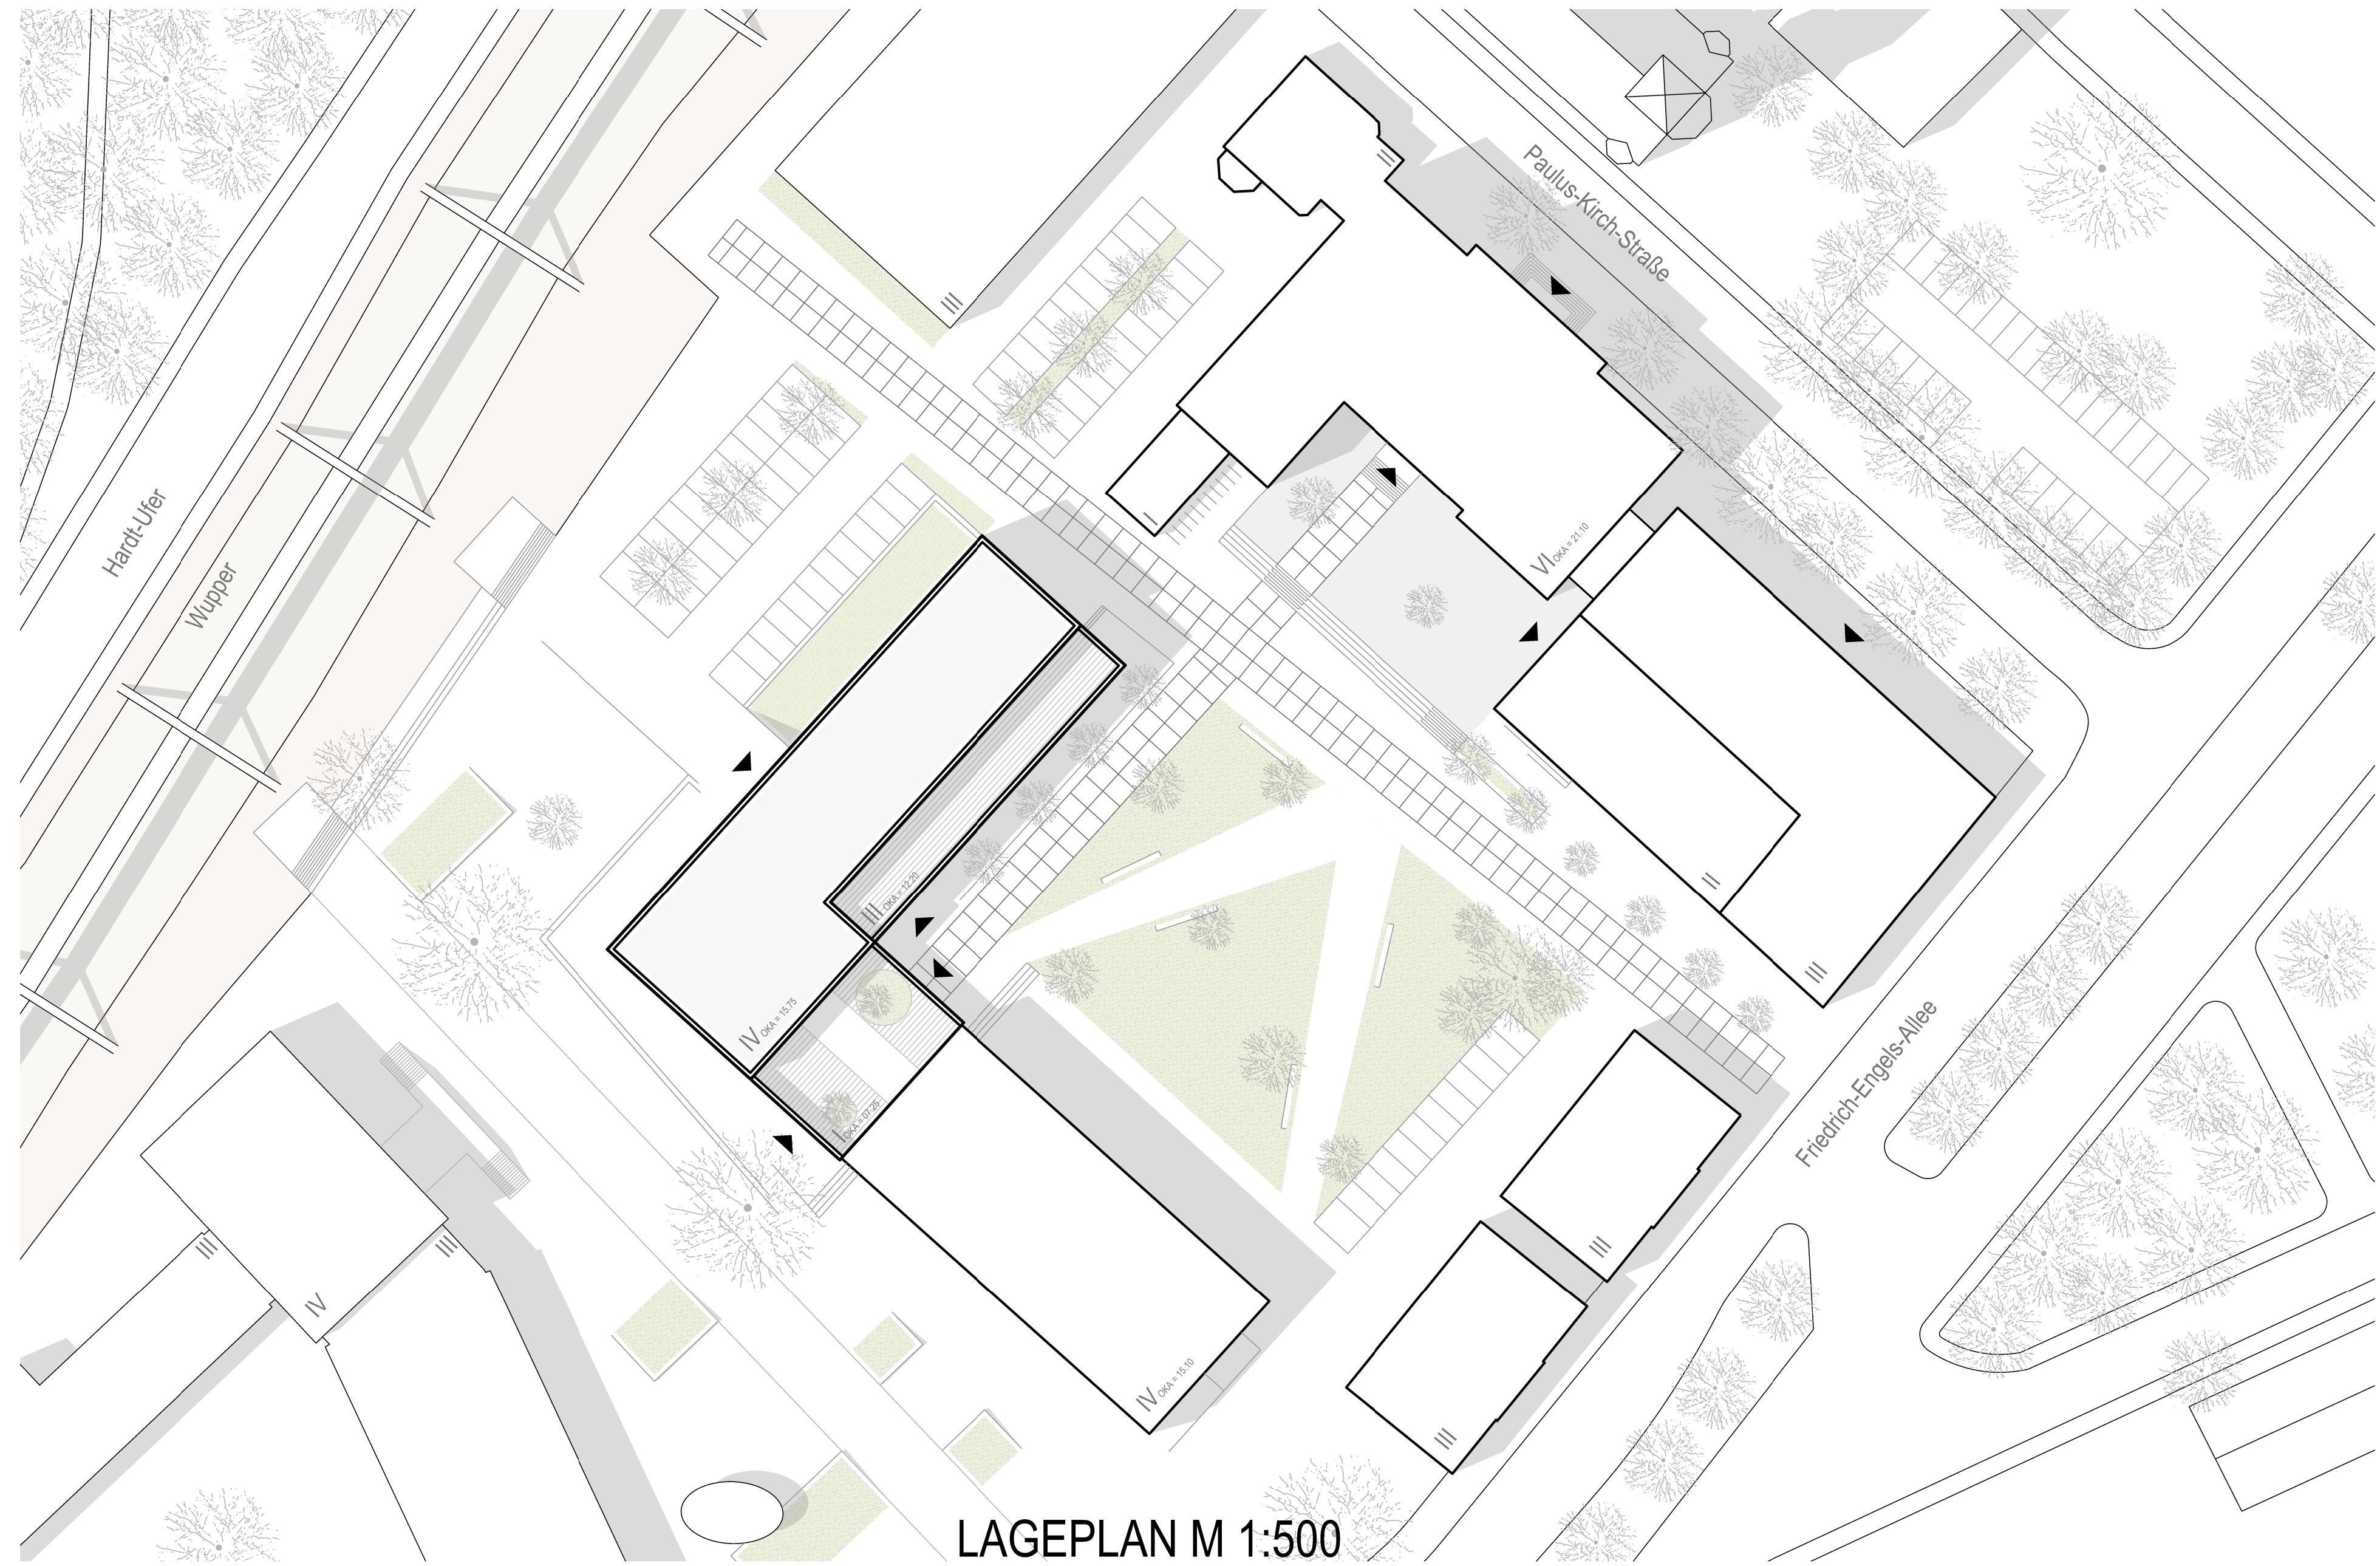 Paulus-Kirch-Straße
II
III
Hardt-Ufer
Wupper
I
VI OKA = 21.10
III OKA = 12.20
II
III
IV OKA = 15.75
I OKA = 07.25
Friedrich-Engels-Allee
III
III
III
IV
III
IV OKA = 15.10
III
LAGEPLAN M 1:500